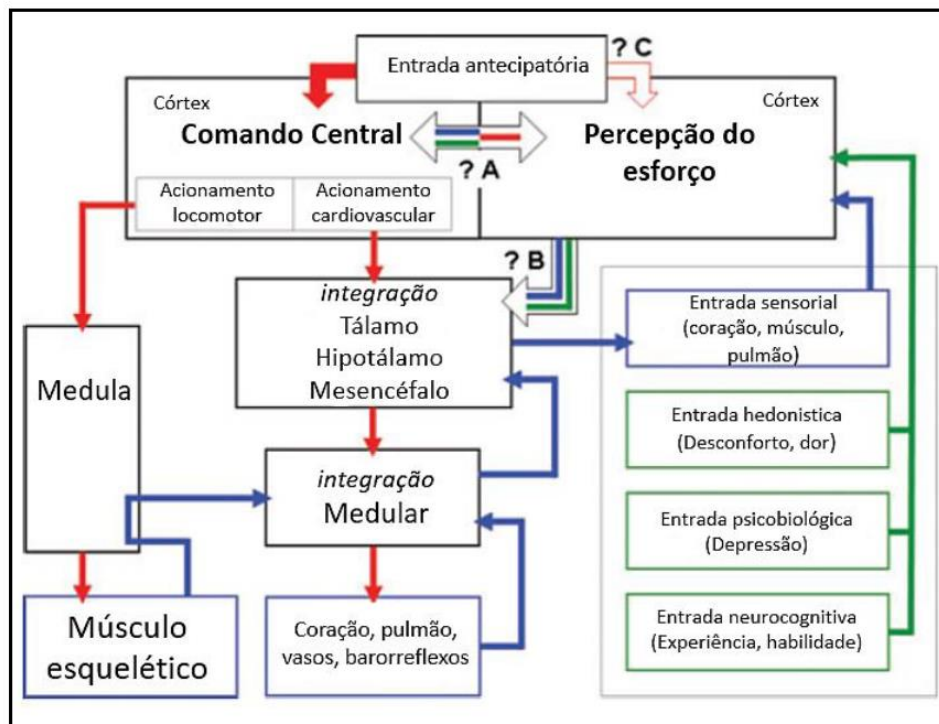 ? C
Entrada antecipatória
Córtex
Córtex
Comando Central
Percepção do
esforço
? A
Acionamento
locomotor
Acionamento
cardiovascular
? B
integração
Tálamo
Hipotálamo
Mesencéfalo
Entrada sensorial
(coração, músculo,
pulmão)
Medula
Entrada hedonistica
(Desconforto, dor)
integração
Medular
Entrada psicobiológica
(Depressão)
Músculo
esquelético
Coração, pulmão,
vasos, barorreflexos
Entrada neurocognitiva
(Experiência, habilidade)